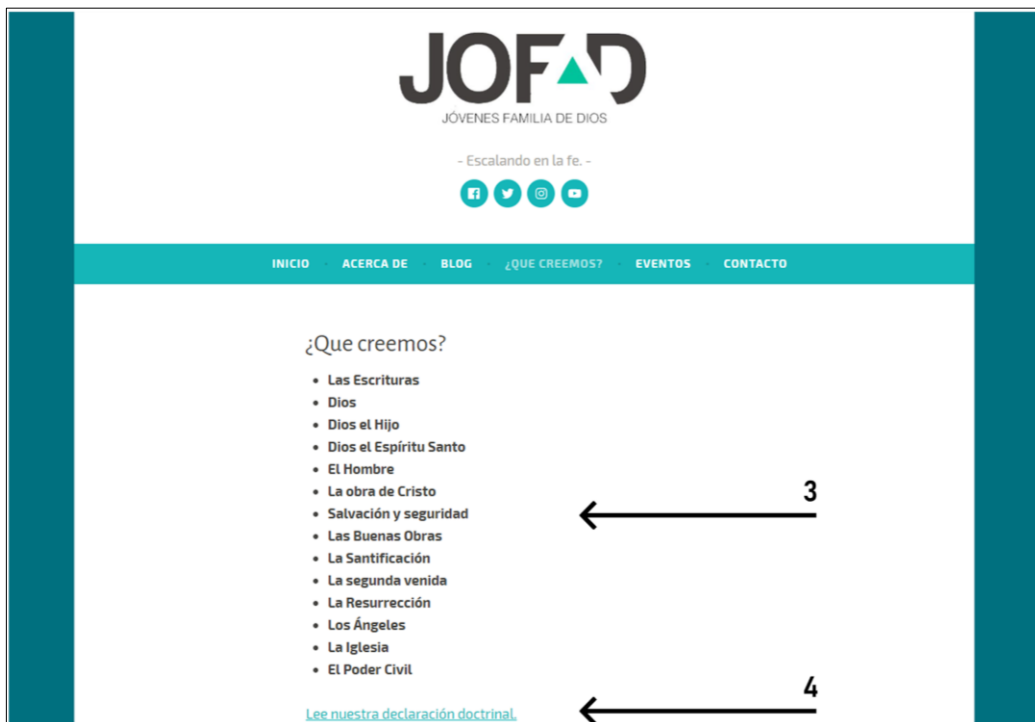 JOFAD
JÓVENES FAMILIA DE DIOS
- Escalando en la fe. -
INICIO · ACERCA DE · BLOG · ¿QUE CREEMOS? · EVENTOS · CONTACTO
¿Que creemos?
• Las Escrituras
• Dios
• Dios el Hijo
• Dios el Espíritu Santo
• El Hombre
• La obra de Cristo
• Salvación y seguridad
3
• Las Buenas Obras
• La Santificación
• La segunda venida
• La Resurrección
• Los Ángeles
• La Iglesia
• El Poder Civil
4
Lee nuestra declaración doctrinal.